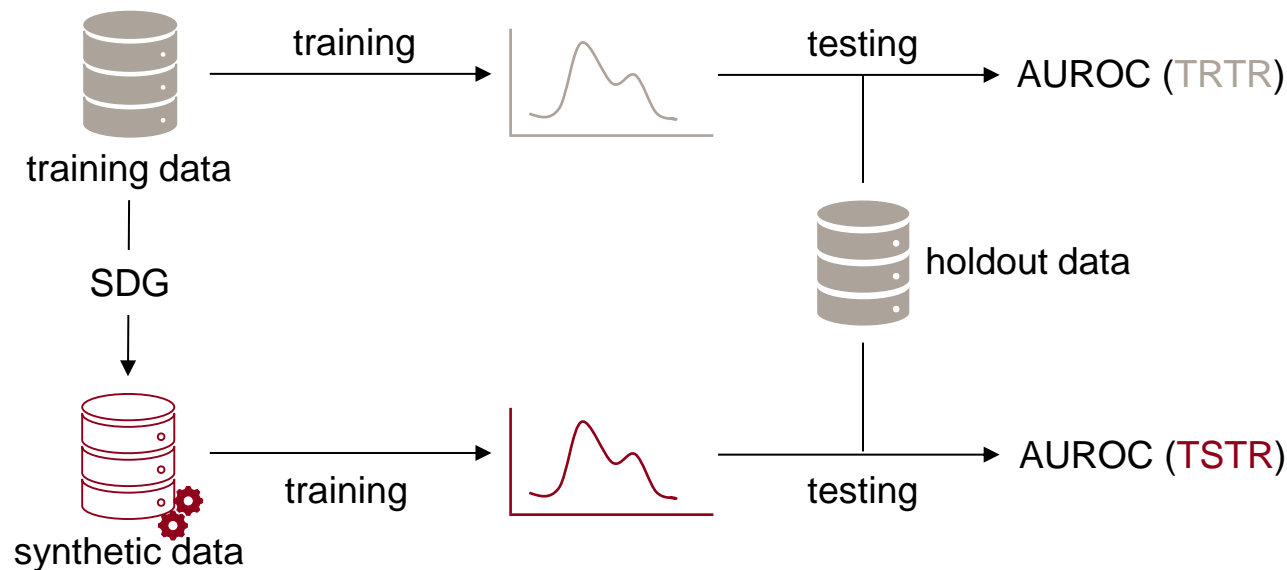 training
testing
AUROC (TRTR)
training data
holdout data
SDG
AUROC (TSTR)
training
testing
synthetic data